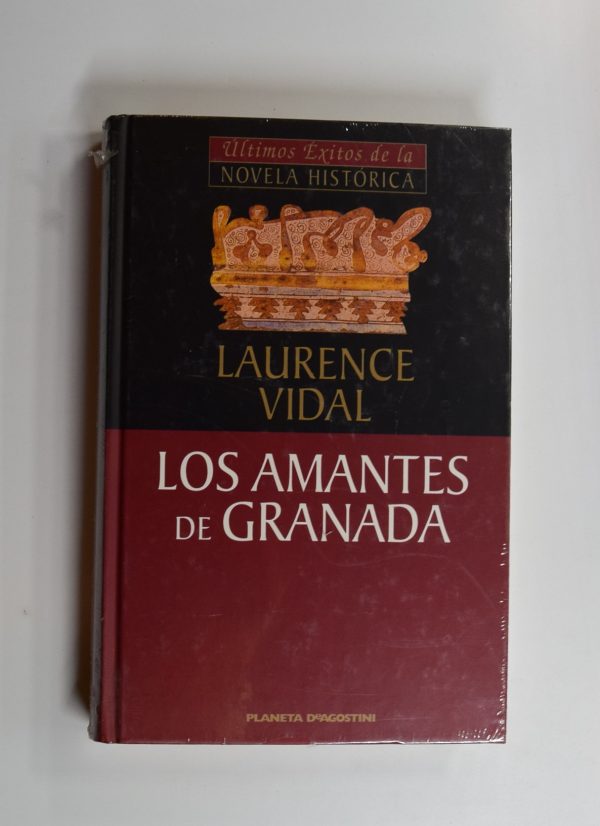 Últimos Éxitos de la
NOVELA HISTÓRICA
LAURENCE
VIDAL
LOS AMANTES
DE GRANADA
PLANETA DEAGOSTINI